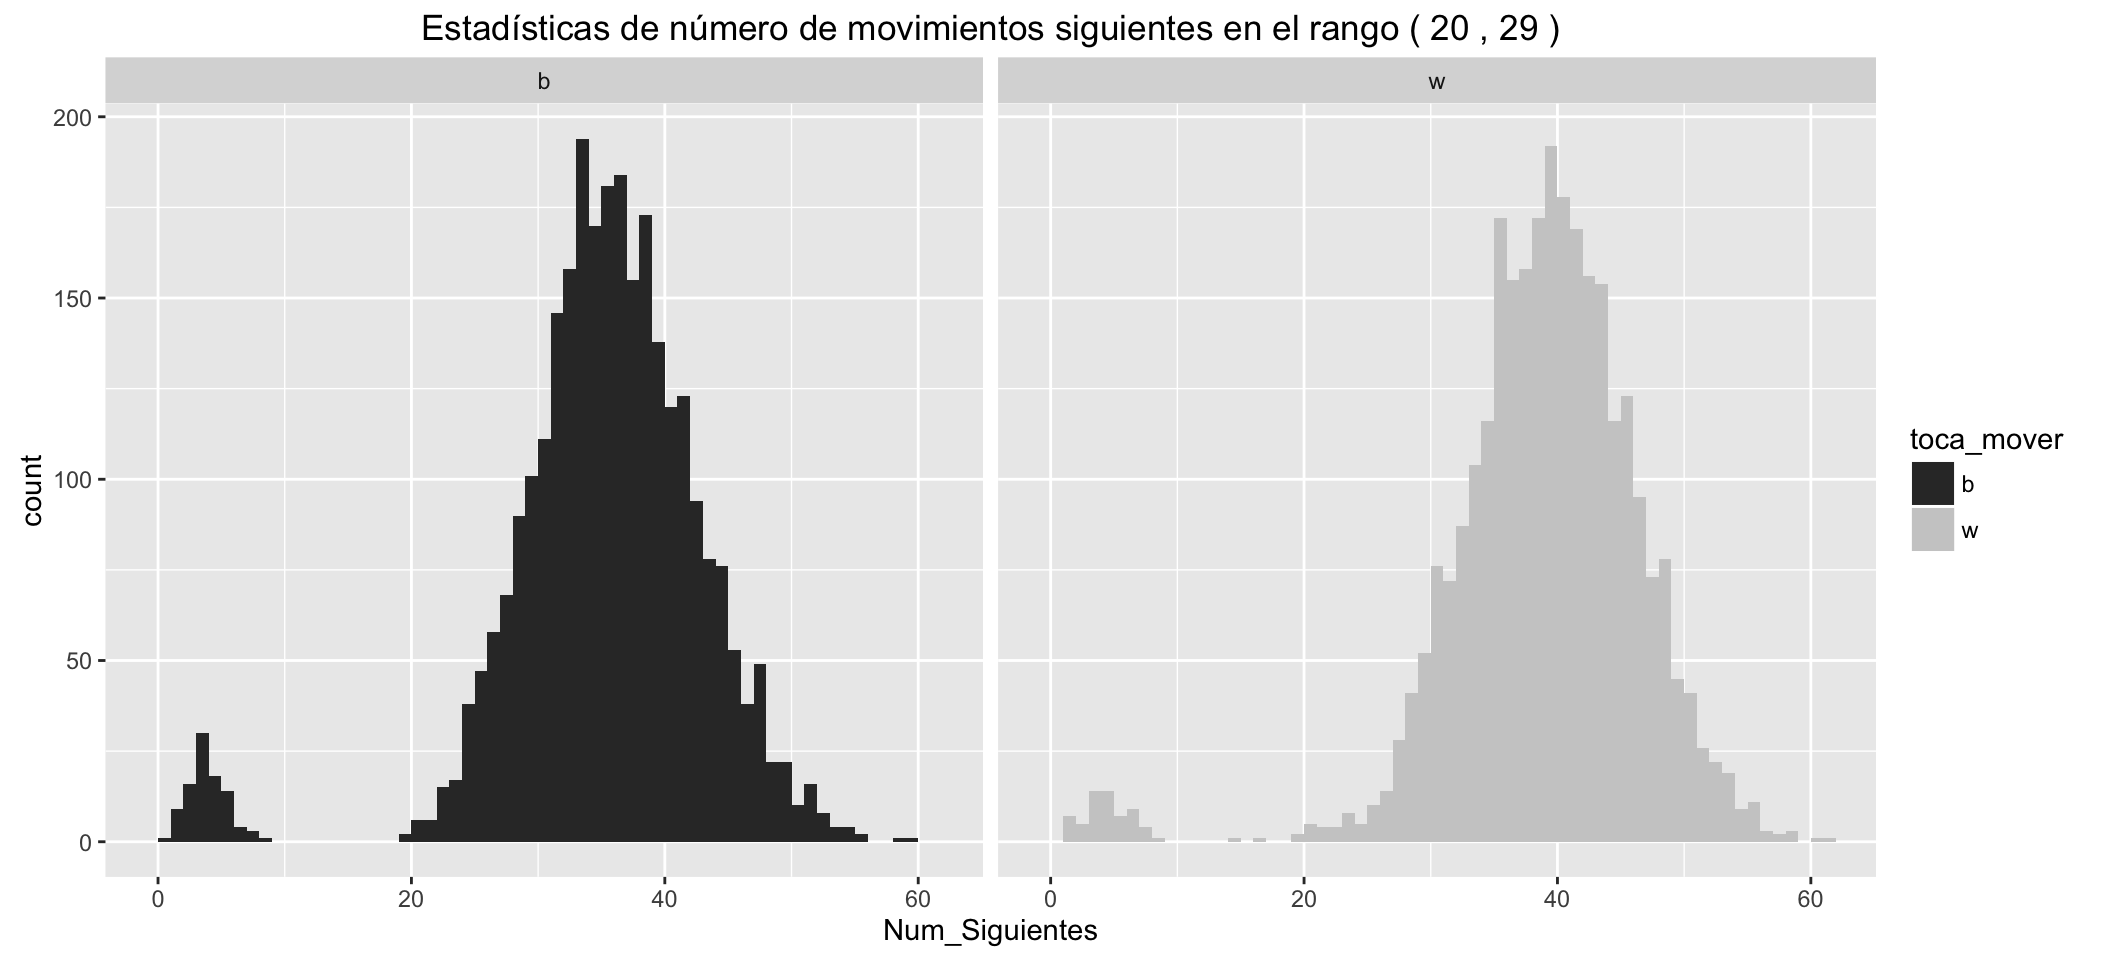 Estadísticas de número de movimientos siguientes en el rango ( 20 , 29 )
b
w
200
150
100
50
0
count
0
20
40
60
0
20
40
60
Num_Siguientes
toca_mover
b
w